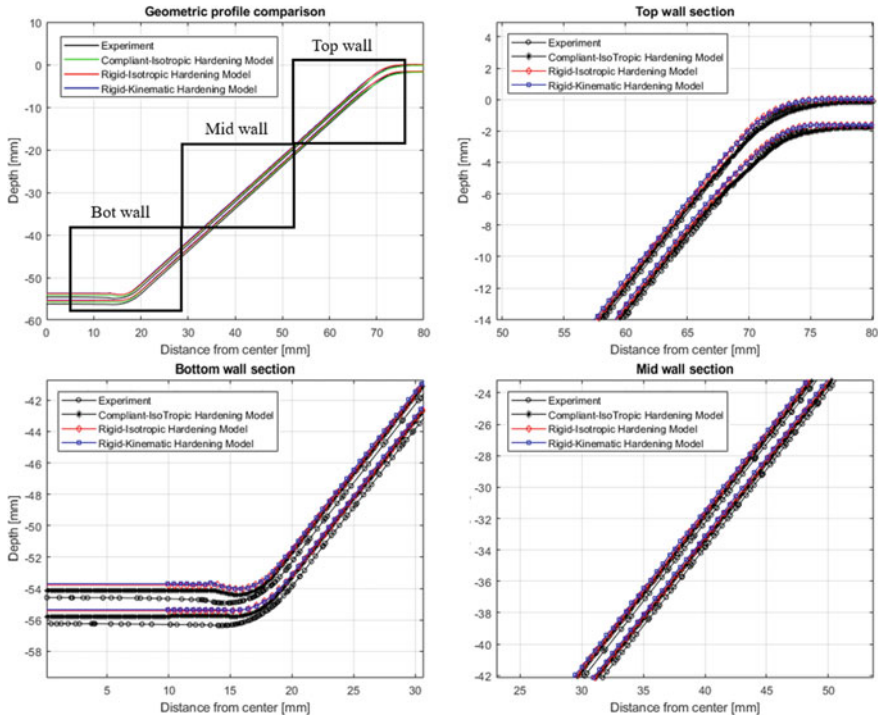 Geometric profile comparison
10
0
-10
-20
-30
-40
-50
-60
Depth [mm]
Experiment
Compliant-Isotropic Hardening Model
Rigid-Isotropic Hardening Model
Rigid-Kinematic Hardening Model
Top wall
Mid wall
Bot wall
0 10 20 30 40 50 60 70 80
Distance from center [mm]
Top wall section
4
2
0
-2
-4
-6
-8
-10
-12
-14
Depth [mm]
Experiment
Compliant-IsoTropic Hardening Model
Rigid-Isotropic Hardening Model
Rigid-Kinematic Hardening Model
50 55 60 65 70 75 80
Distance from center [mm]
Bottom wall section
-42
-44
-46
-48
-50
-52
-54
-56
-58
Depth [mm]
Experiment
Compliant-IsoTropic Hardening Model
Rigid-Isotropic Hardening Model
Rigid-Kinematic Hardening Model
5 10 15 20 25 30
Distance from center [mm]
Mid wall section
-24
-26
-28
-30
-32
-34
-36
-38
-40
-42
Experiment
Compliant-IsoTropic Hardening Model
Rigid-Isotropic Hardening Model
Rigid-Kinematic Hardening Model
25 30 35 40 45 50
Distance from center [mm]